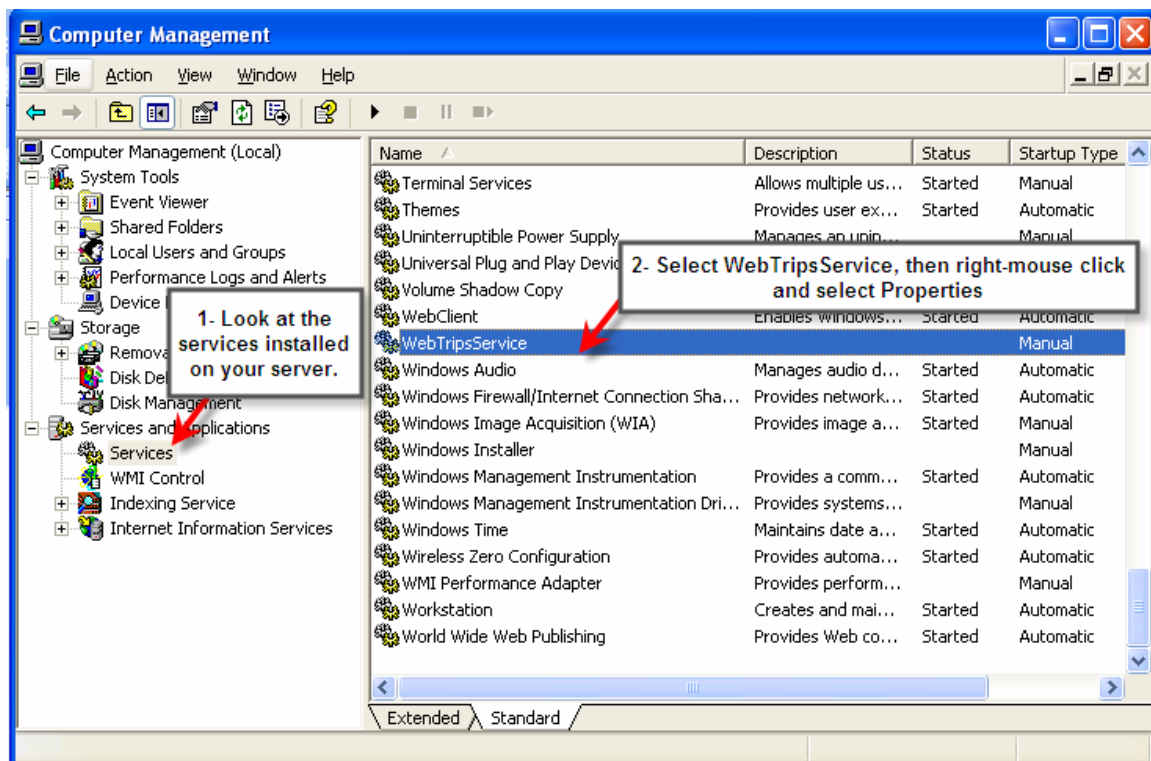 Computer Management
File Action View Window Help
Computer Management (Local)
System Tools
Event Viewer
Shared Folders
Local Users and Groups
Performance Logs and Alerts
Device
Storage
Remova
Disk De
Disk Management
Services and Applications
Services
WMI Control
Indexing Service
Internet Information Services
1- Look at the
services installed
on your server.
Name Description Status Startup Type
Terminal Services Allows multiple us... Started Manual
Themes Provides user ex... Started Automatic
Uninterruptible Power Supply Manages an unin... Manual
Universal Plug and Play Devic
Volume Shadow Copy
WebClient Enables Windows... Started Automatic
2- Select WebTripsService, then right-mouse click
and select Properties
WebTripsService Manual
Windows Audio Manages audio d... Started Automatic
Windows Firewall/Internet Connection Sha... Provides network... Started Automatic
Windows Image Acquisition (WIA) Provides image a... Started Manual
Windows Installer Manual
Windows Management Instrumentation Provides a comm... Started Automatic
Windows Management Instrumentation Dri... Provides systems... Manual
Windows Time Maintains date a... Started Automatic
Wireless Zero Configuration Provides automa... Started Automatic
WMI Performance Adapter Provides perform... Manual
Workstation Creates and mai... Started Automatic
World Wide Web Publishing Provides Web co... Started Automatic
Extended Standard